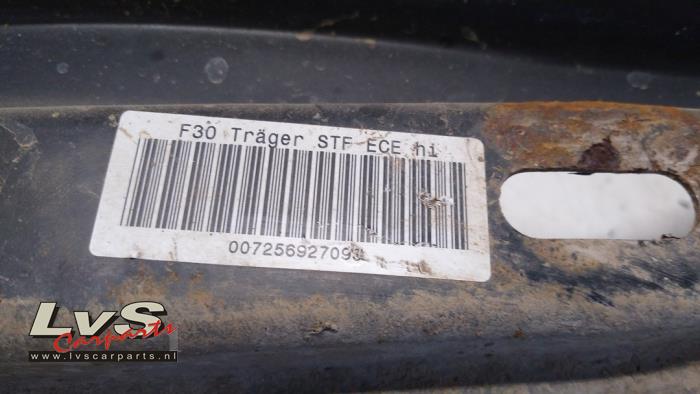 F30 Träger STF ECE hi
007256927093
LvS
Carparts
www.lvscarparts.nl